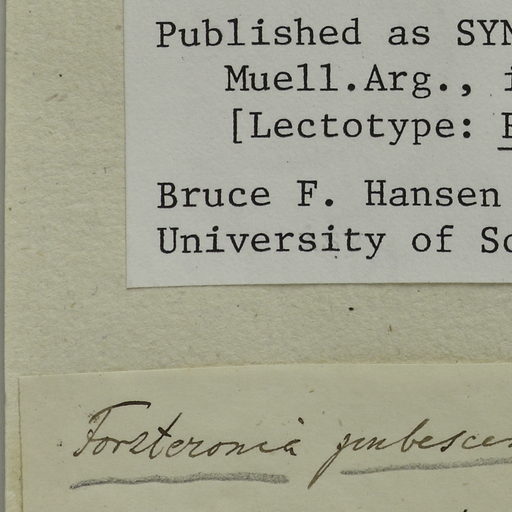 Published as SYN
Muell.Arg., i
[Lectotype:
Bruce F. Hansen
University of So
Forsteronia pubescen